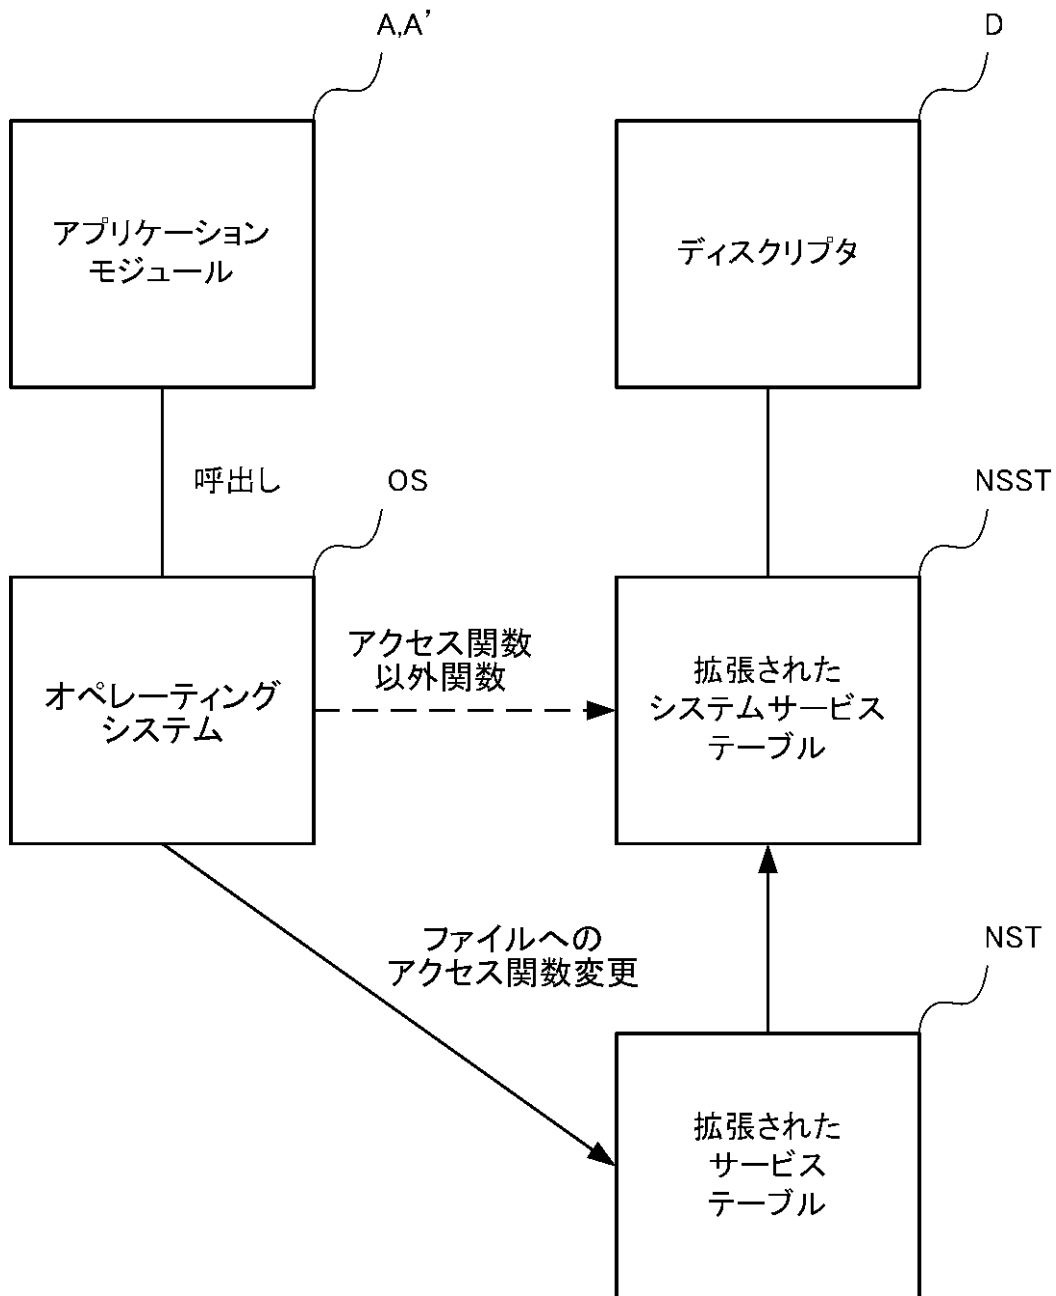 A,A'
D
アプリケーション
モジュール
ディスクリプタ
呼出し
OS
NSST
オペレーティング
システム
アクセス関数
以外関数
拡張された
システムサービス
テーブル
ファイルへの
アクセス関数変更
NST
拡張された
サービス
テーブル